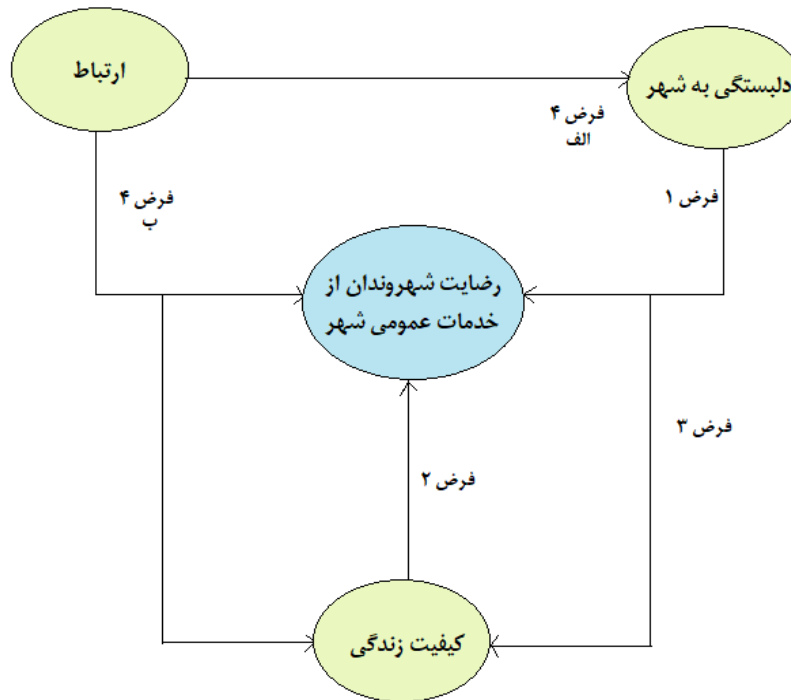 ارتباط
دلبستگی به شهر
فرض ۴
الف
فرض ۴
ب
فرض ۱
رضایت شهروندان از
خدمات عمومی شهر
فرض ۳
فرض ۲
کیفیت زندگی